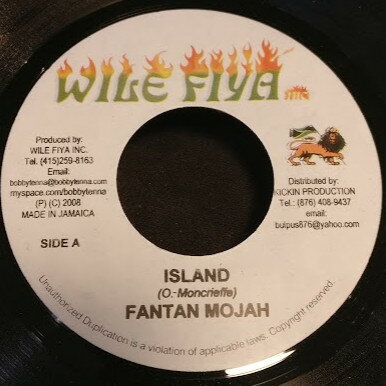 WILE FIYA INC.
Produced by:
WILE FIYA INC.
Tel. (415)259-8163
Email:
bobbytenna@bobbytenna.com
myspace.com/bobbytenna
(P) (C) 2008
MADE IN JAMAICA
Distributed by:
KICKIN PRODUCTION
Tel.: (876) 408-9437
email:
bulpus876@yahoo.com
SIDE A
ISLAND
(O.-Moncrieffe)
FANTAN MOJAH
Unauthorized Duplication is a violation of applicable laws. Copyright reserved.